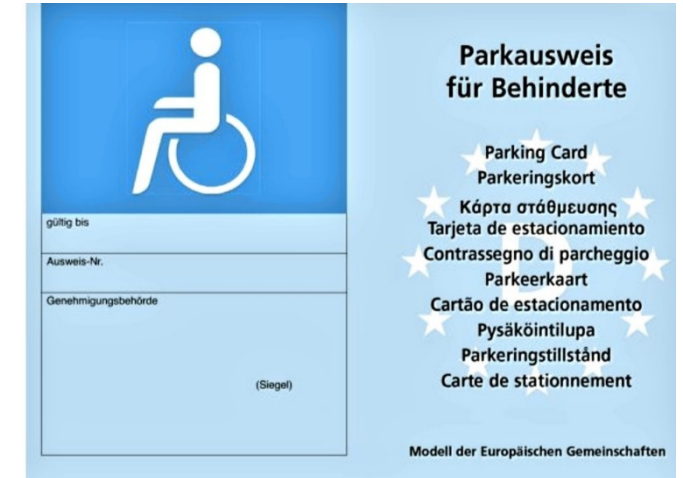 gültig bis
Ausweis-Nr.
Genehmigungsbehörde
(Siegel)
Parkausweis
für Behinderte
Parking Card
Parkeringskort
Κάρτα στάθμευσης
Tarjeta de estacionamiento
Contrassegno di parcheggio
Parkeerkaart
Cartão de estacionamento
Pysäköintilupa
Parkeringstillstånd
Carte de stationnement
D
Modell der Europäischen Gemeinschaften